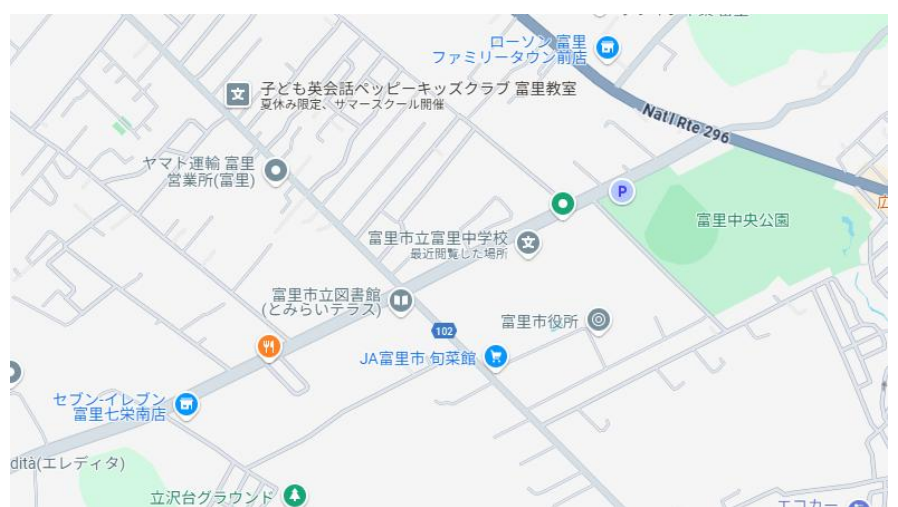 ローソン 富里
ファミリータウン前店
子ども英会話ペッピーキッズクラブ 富里教室
夏休み限定、サマースクール開催
Nat'l Rte 296
ヤマト運輸 富里
営業所(富里)
P
広
富里中央公園
富里市立富里中学校
最近閲覧した場所
富里市立図書館
(とみらいテラス)
富里市役所
102
JA富里市 旬菜館
セブン-イレブン
富里七栄南店
dità(エレディタ)
立沢台グラウンド
エコカー